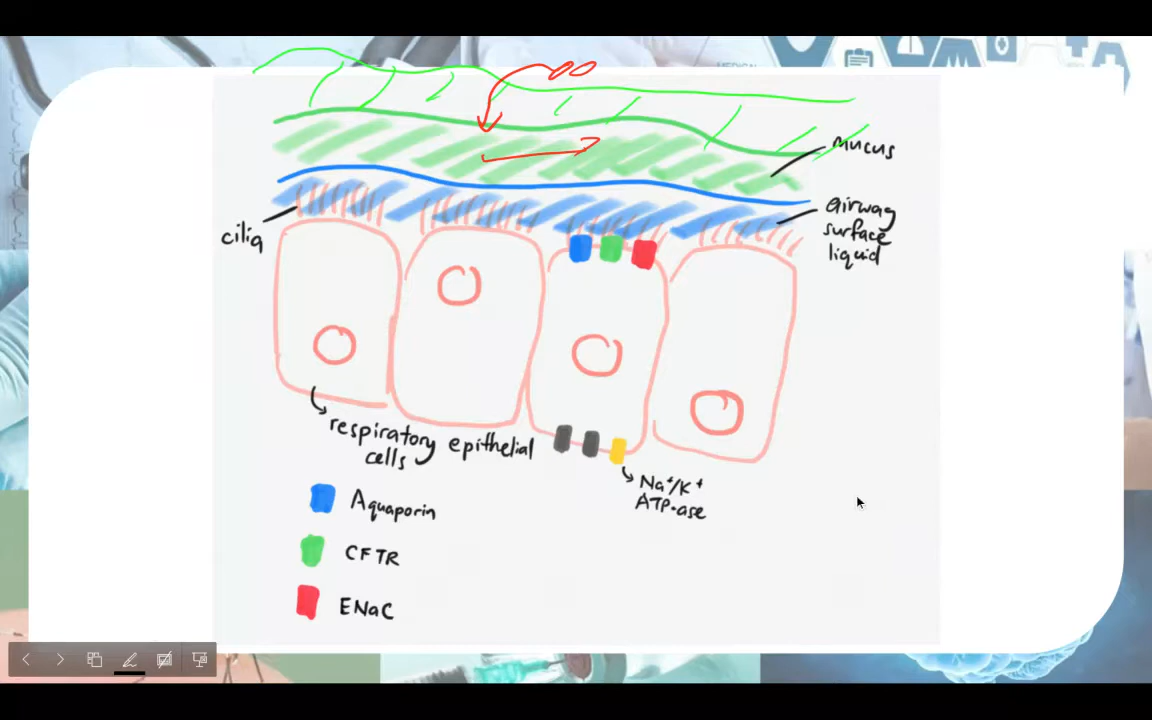 mucus
airway
surface
liquid
cilia
respiratory epithelial
cells
Na⁺/K⁺
ATP-ase
Aquaporin
CFTR
ENaC